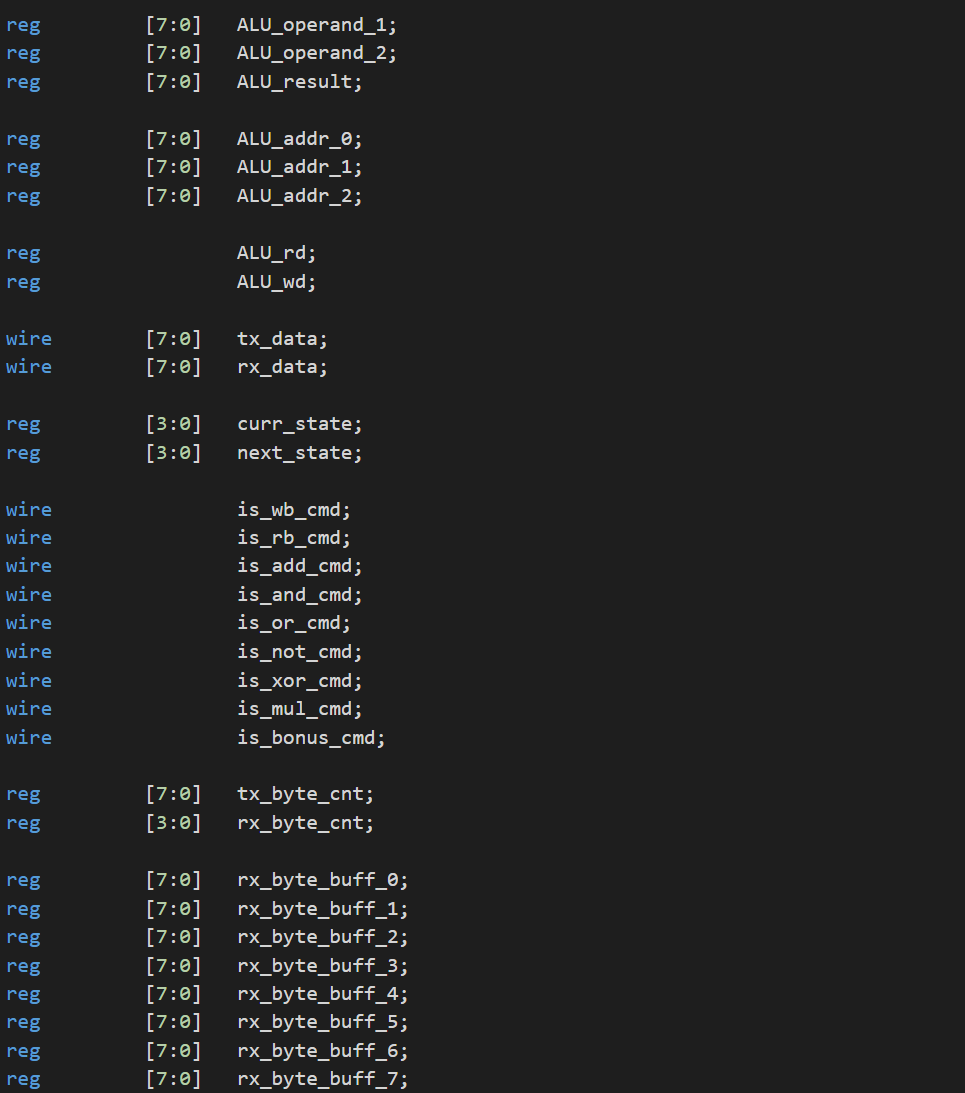 reg [7:0] ALU_operand_1;
reg [7:0] ALU_operand_2;
reg [7:0] ALU_result;
reg [7:0] ALU_addr_0;
reg [7:0] ALU_addr_1;
reg [7:0] ALU_addr_2;
reg ALU_rd;
reg ALU_wd;
wire [7:0] tx_data;
wire [7:0] rx_data;
reg [3:0] curr_state;
reg [3:0] next_state;
wire is_wb_cmd;
wire is_rb_cmd;
wire is_add_cmd;
wire is_and_cmd;
wire is_or_cmd;
wire is_not_cmd;
wire is_xor_cmd;
wire is_mul_cmd;
wire is_bonus_cmd;
reg [7:0] tx_byte_cnt;
reg [3:0] rx_byte_cnt;
reg [7:0] rx_byte_buff_0;
reg [7:0] rx_byte_buff_1;
reg [7:0] rx_byte_buff_2;
reg [7:0] rx_byte_buff_3;
reg [7:0] rx_byte_buff_4;
reg [7:0] rx_byte_buff_5;
reg [7:0] rx_byte_buff_6;
reg [7:0] rx_byte_buff_7;